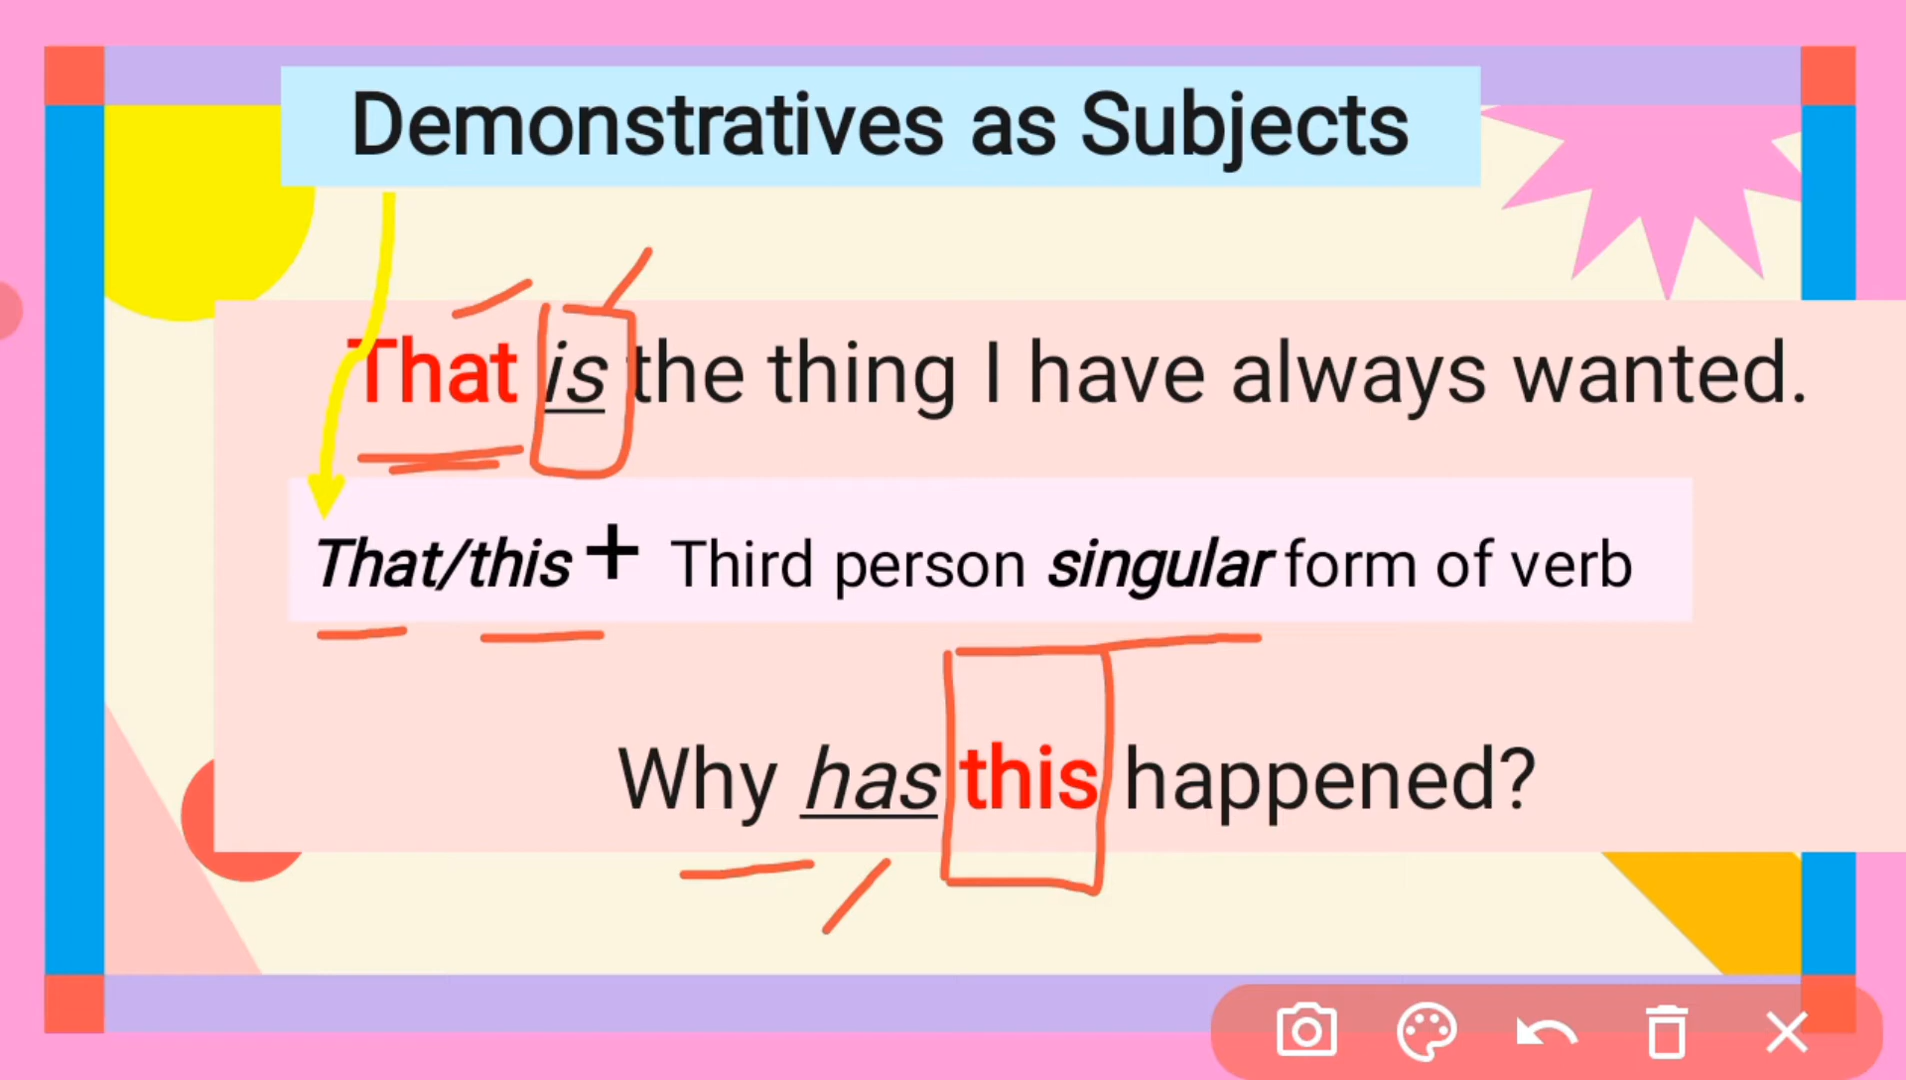 Demonstratives as Subjects
That is the thing I have always wanted.
That/this + Third person singular form of verb
Why has this happened?